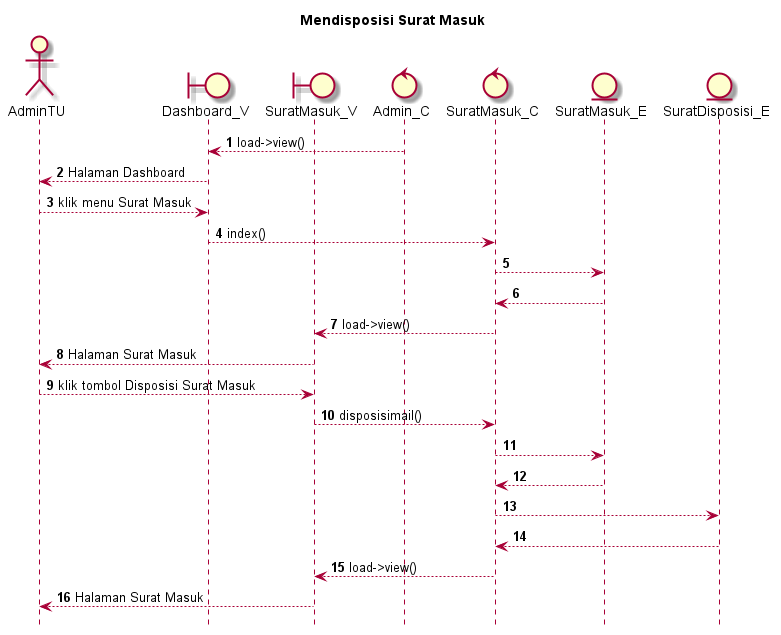 Mendisposisi Surat Masuk
AdminTU
Dashboard_V
SuratMasuk_V
Admin_C
SuratMasuk_C
SuratMasuk_E
SuratDisposisi_E
1 load->view()
2 Halaman Dashboard
3 klik menu Surat Masuk
4 index()
5
6
7 load->view()
8 Halaman Surat Masuk
9 klik tombol Disposisi Surat Masuk
10 disposisimail()
11
12
13
14
15 load->view()
16 Halaman Surat Masuk